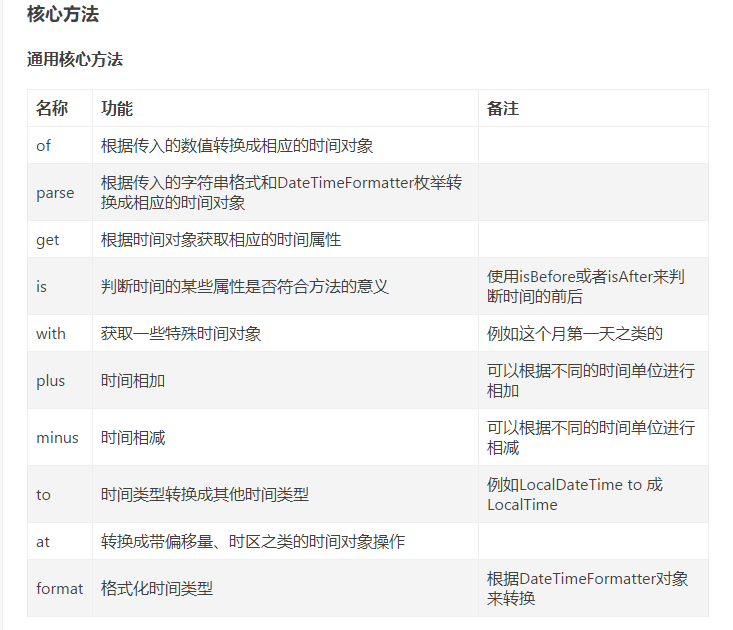 核心方法
通用核心方法
名称 功能 备注
of 根据传入的数值转换成相应的时间对象
parse 根据传入的字符串格式和DateTimeFormatter枚举转
换成相应的时间对象
get 根据时间对象获取相应的时间属性
is 判断时间的某些属性是否符合方法的意义 使用isBefore或者isAfter来判
断时间的前后
with 获取一些特殊时间对象 例如这个月第一天之类的
plus 时间相加 可以根据不同的时间单位进行
相加
minus 时间相减 可以根据不同的时间单位进行
相减
to 时间类型转换成其他时间类型 例如LocalDateTime to 成
LocalTime
at 转换成带偏移量、时区之类的时间对象操作
format 格式化时间类型 根据DateTimeFormatter对象
来转换